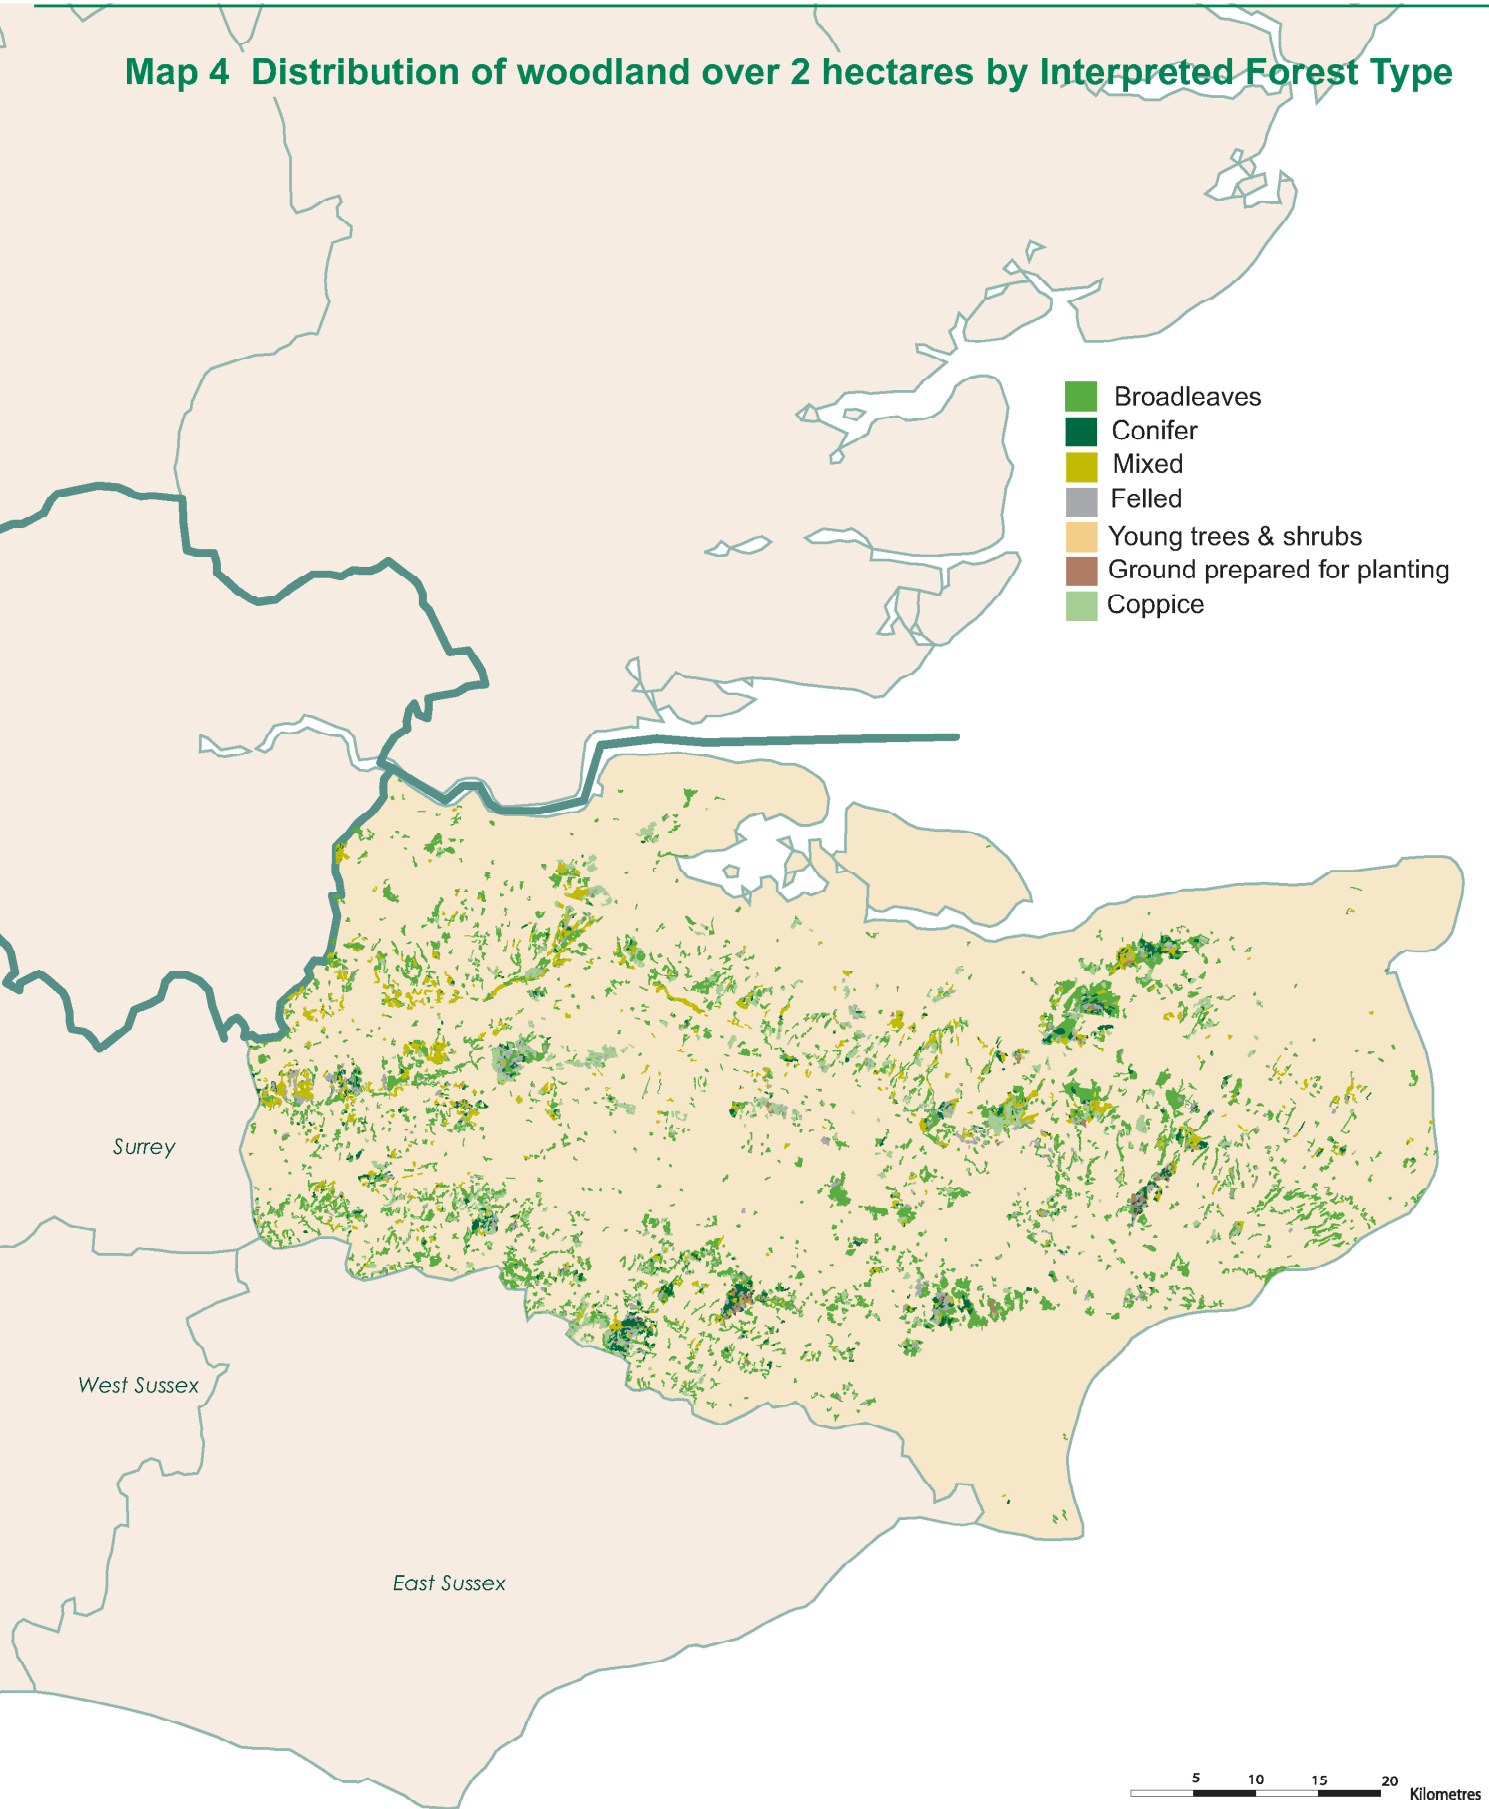 Map 4 Distribution of woodland over 2 hectares by Interpreted Forest Type
Broadleaves
Conifer
Mixed
Felled
Young trees & shrubs
Ground prepared for planting
Coppice
Surrey
West Sussex
East Sussex
5 10 15 20
Kilometres